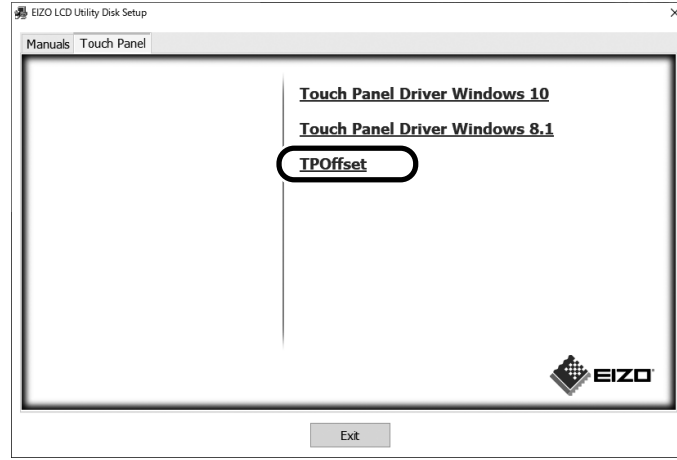 EIZO LCD Utility Disk Setup
Manuals Touch Panel
Touch Panel Driver Windows 10
Touch Panel Driver Windows 8.1
TPOffset
EIZO
Exit